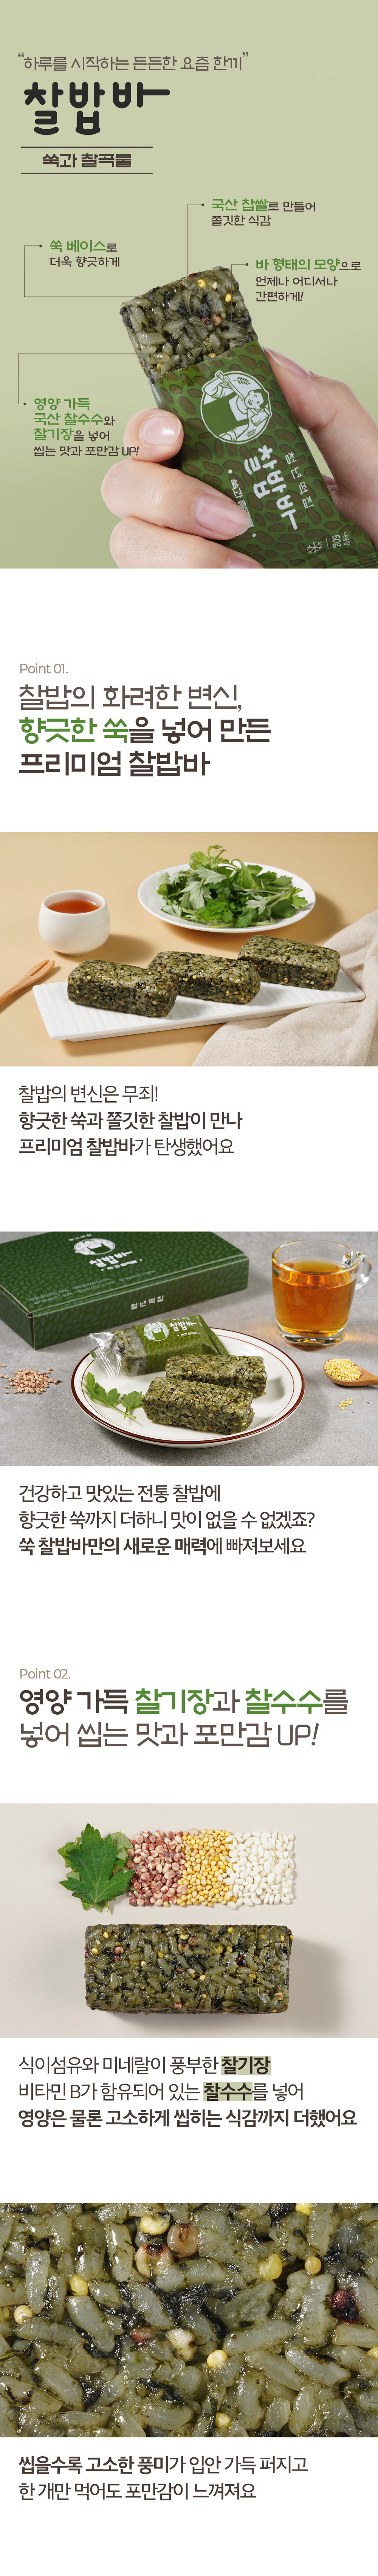 “하루를 시작하는 든든한 요즘 한끼”
찰밥바
쑥과 찰곡물
국산 찹쌀로 만들어
쫄깃한 식감
쑥 베이스로
더욱 향긋하게
바 형태의 모양으로
언제나 어디서나
간편하게!
영양 가득
국산 찰수수와
찰기장을 넣어
씹는 맛과 포만감 UP!
청년떡집
찰밥바
Point 01.
찰밥의 화려한 변신,
향긋한 쑥을 넣어 만든
프리미엄 찰밥바
찰밥의 변신은 무죄!
향긋한 쑥과 쫄깃한 찰밥이 만나
프리미엄 찰밥바가 탄생했어요
찰밥바
청년떡집
찰밥바
건강하고 맛있는 전통 찰밥에
향긋한 쑥까지 더하니 맛이 없을 수 없겠죠?
쑥 찰밥바만의 새로운 매력에 빠져보세요
Point 02.
영양 가득 찰기장과 찰수수를
넣어 씹는 맛과 포만감 UP!
식이섬유와 미네랄이 풍부한 찰기장
비타민 B가 함유되어 있는 찰수수를 넣어
영양은 물론 고소하게 씹히는 식감까지 더했어요
씹을수록 고소한 풍미가 입안 가득 퍼지고
한 개만 먹어도 포만감이 느껴져요